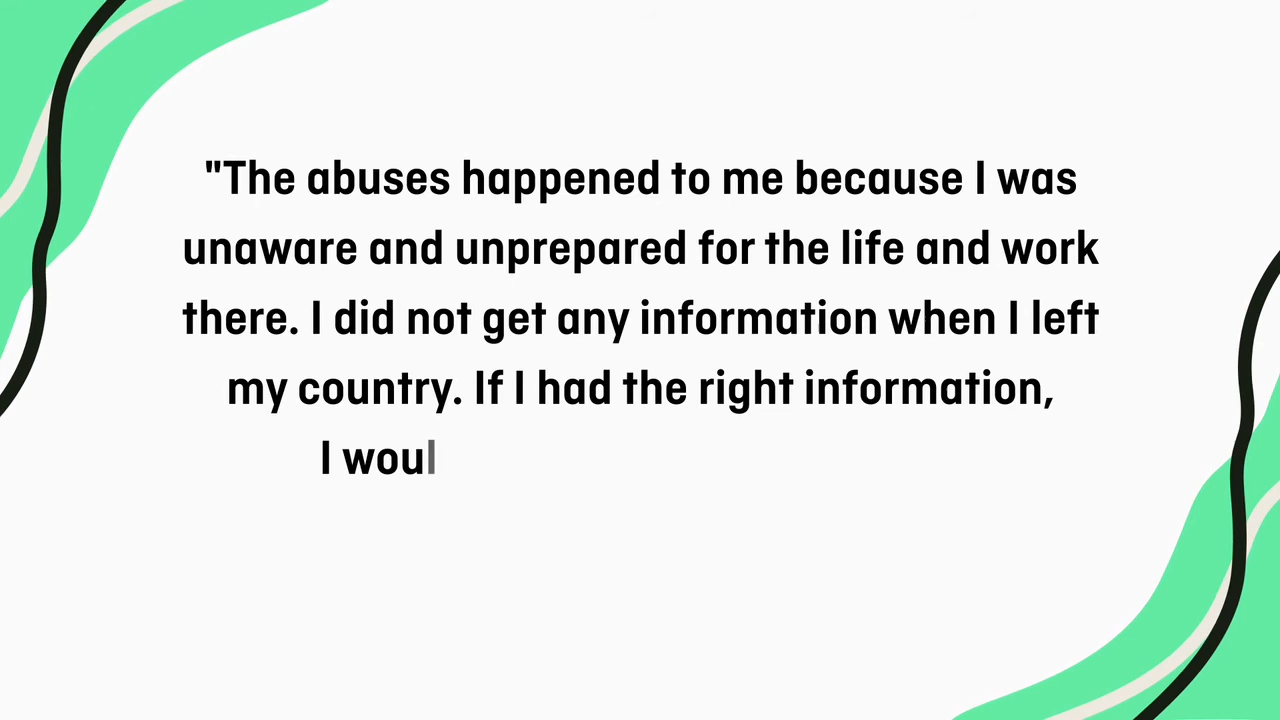 "The abuses happened to me because I was
unaware and unprepared for the life and work
there. I did not get any information when I left
my country. If I had the right information,
I woul